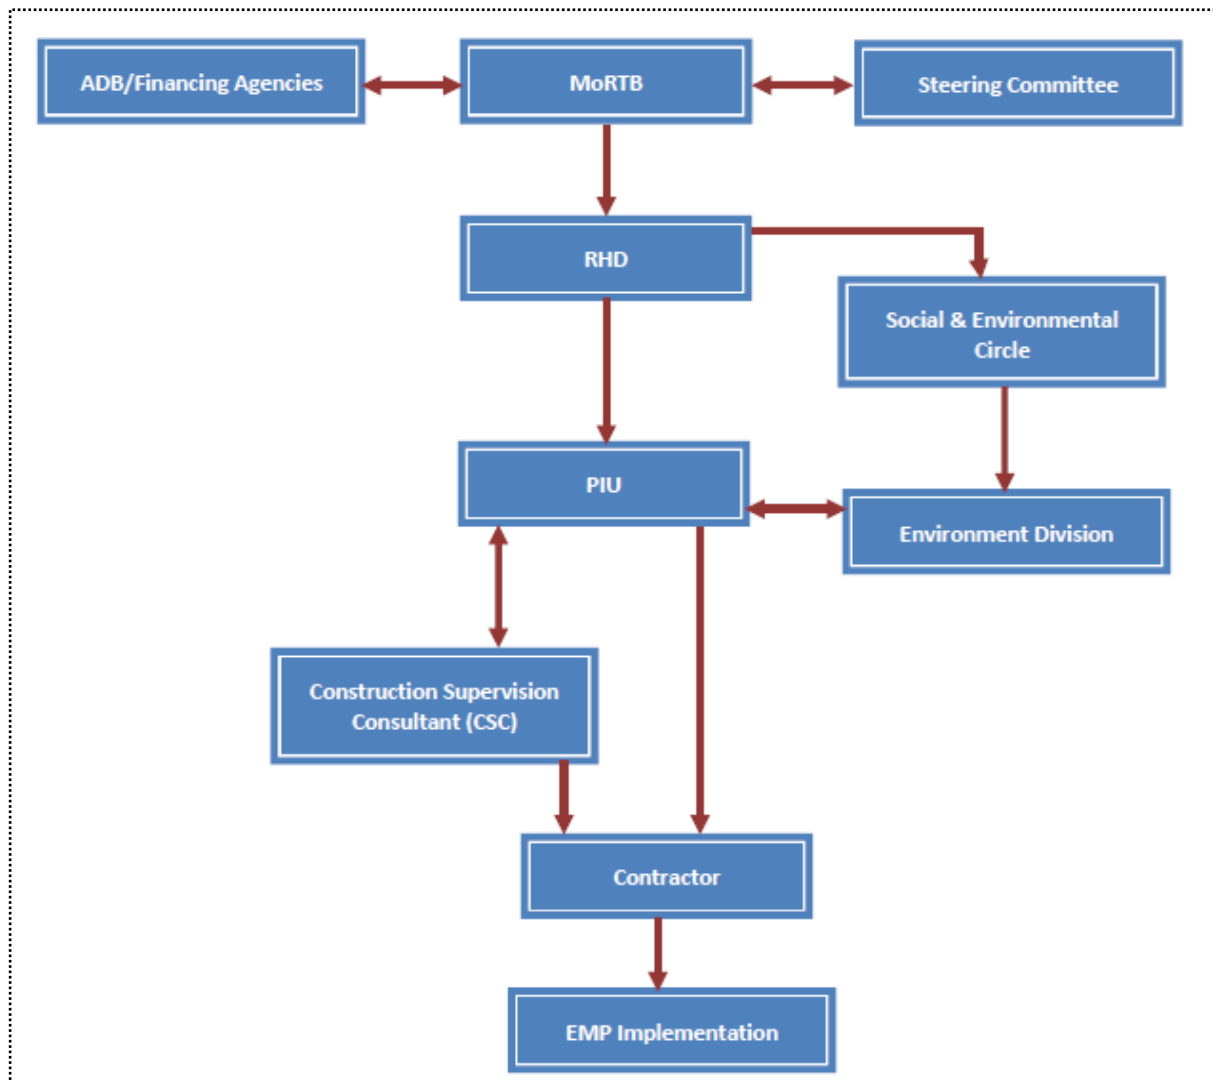 ADB/Financing Agencies
MoRTB
Steering Committee
RHD
Social & Environmental
Circle
PIU
Environment Division
Construction Supervision
Consultant (CSC)
Contractor
EMP Implementation